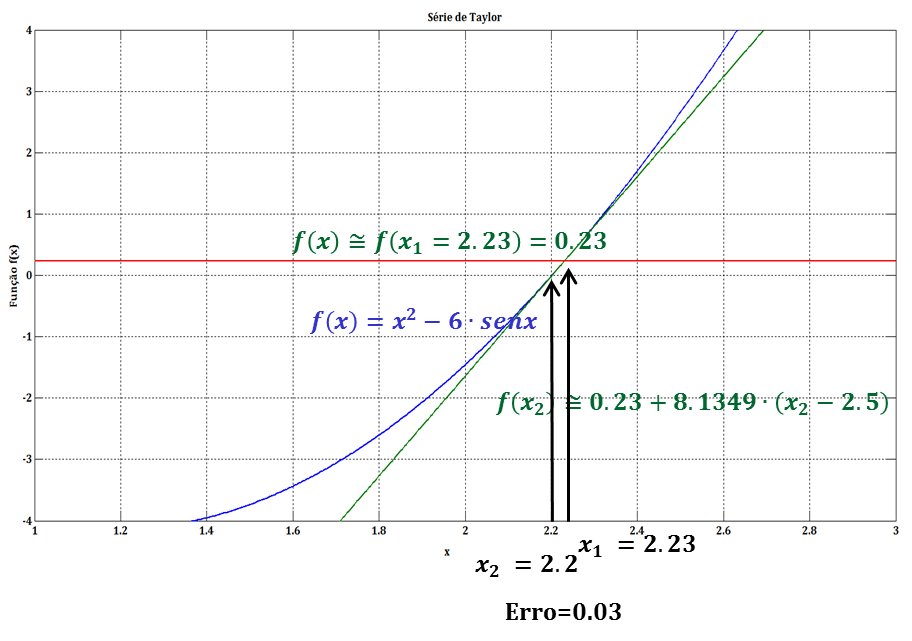 Série de Taylor
4
3
2
1
0
-1
-2
-3
-4
Função f(x)
f(x) ≅ f(x₁ = 2.23) = 0.23
f(x) = x² − 6 · senx
f(x₂) ≅ 0.23 + 8.1349 · (x₂ − 2.5)
1 1.2 1.4 1.6 1.8 2 2.2 2.4 2.6 2.8 3
x
x₁ = 2.23
x₂ = 2.2
Erro=0.03